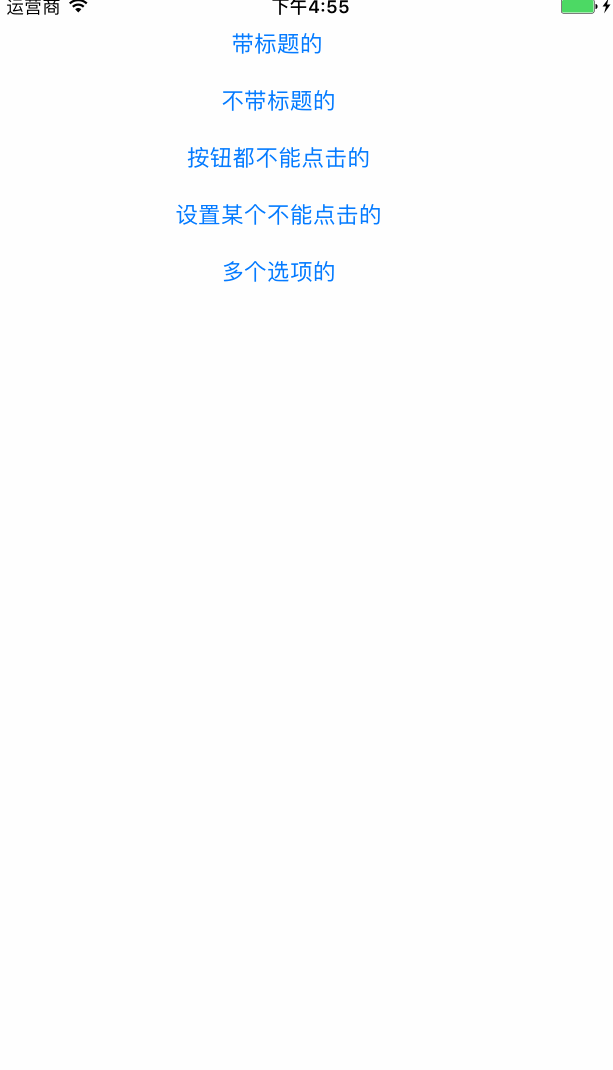 运营商 下午4:55
带标题的
不带标题的
按钮都不能点击的
设置某个不能点击的
多个选项的